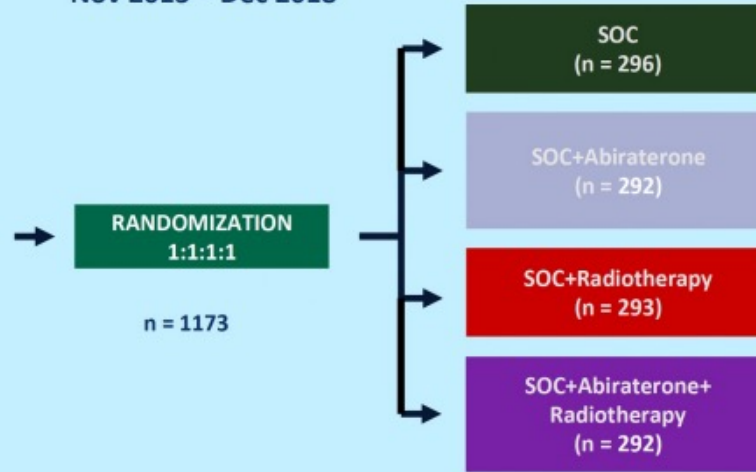 RANDOMIZATION
1:1:1:1
n = 1173
SOC
(n = 296)
SOC+Abiraterone
(n = 292)
SOC+Radiotherapy
(n = 293)
SOC+Abiraterone+
Radiotherapy
(n = 292)